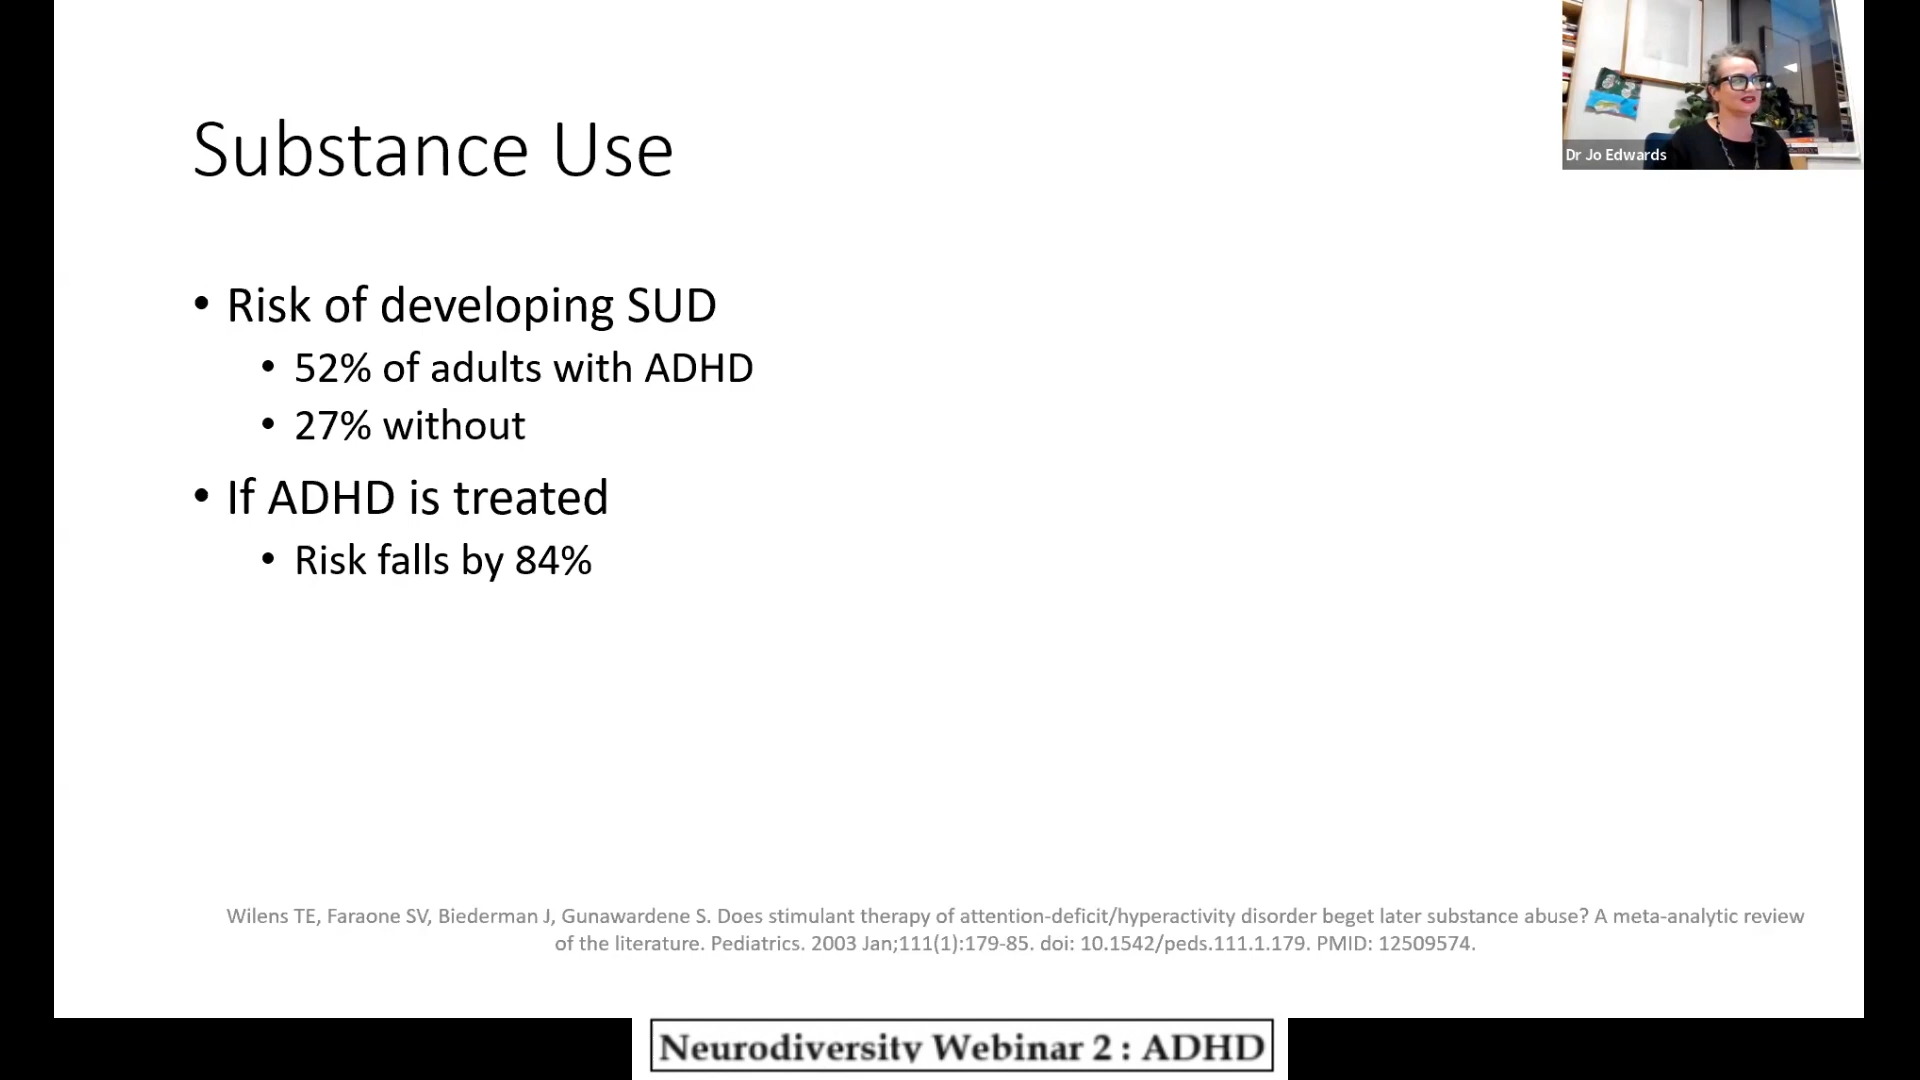 Dr Jo Edwards
Substance Use
• Risk of developing SUD
• 52% of adults with ADHD
• 27% without
• If ADHD is treated
• Risk falls by 84%
Wilens TE, Faraone SV, Biederman J, Gunawardene S. Does stimulant therapy of attention-deficit/hyperactivity disorder beget later substance abuse? A meta-analytic review
of the literature. Pediatrics. 2003 Jan;111(1):179-85. doi: 10.1542/peds.111.1.179. PMID: 12509574.
Neurodiversity Webinar 2 : ADHD